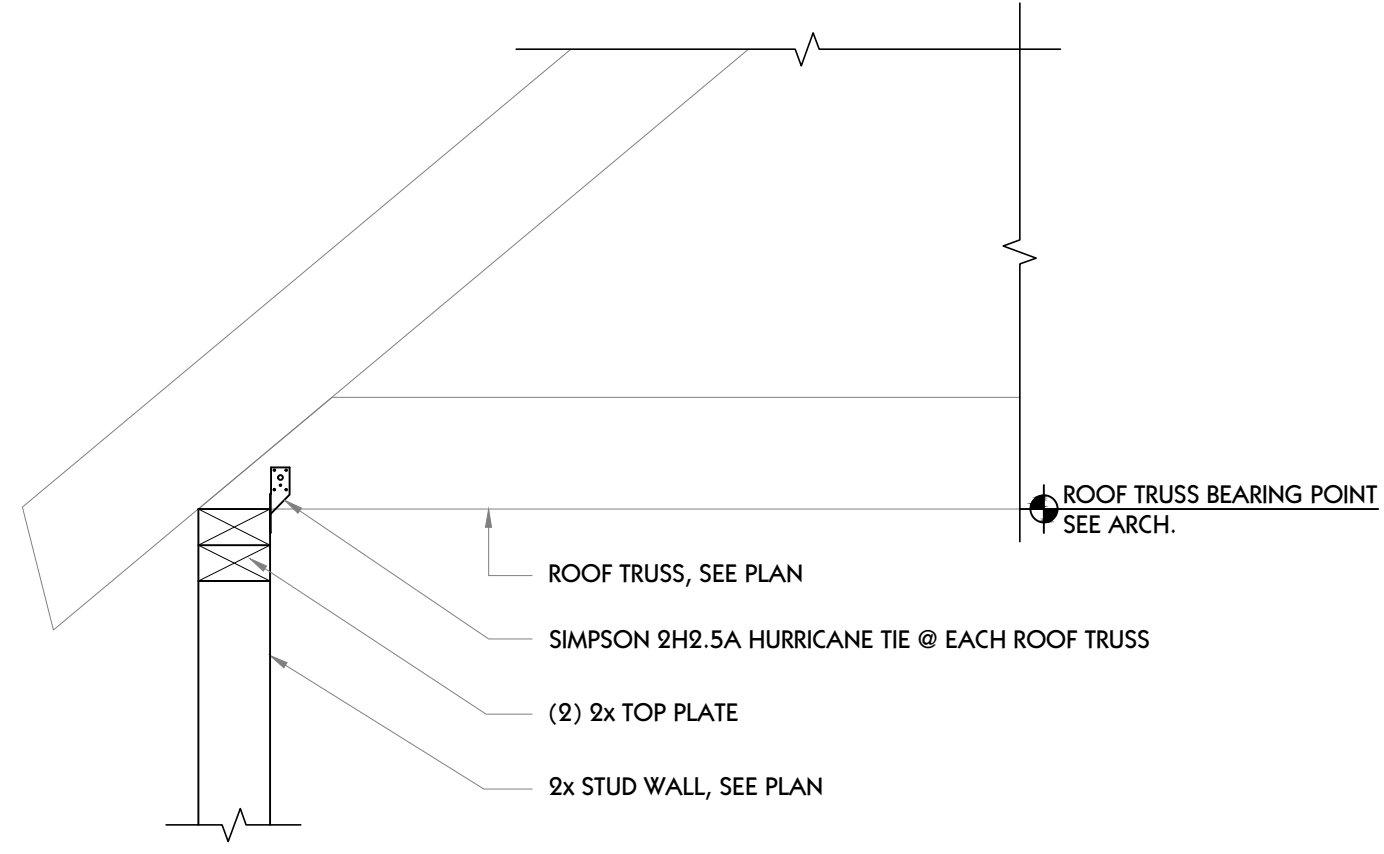 ROOF TRUSS BEARING POINT
SEE ARCH.
ROOF TRUSS, SEE PLAN
SIMPSON 2H2.5A HURRICANE TIE @ EACH ROOF TRUSS
(2) 2x TOP PLATE
2x STUD WALL, SEE PLAN